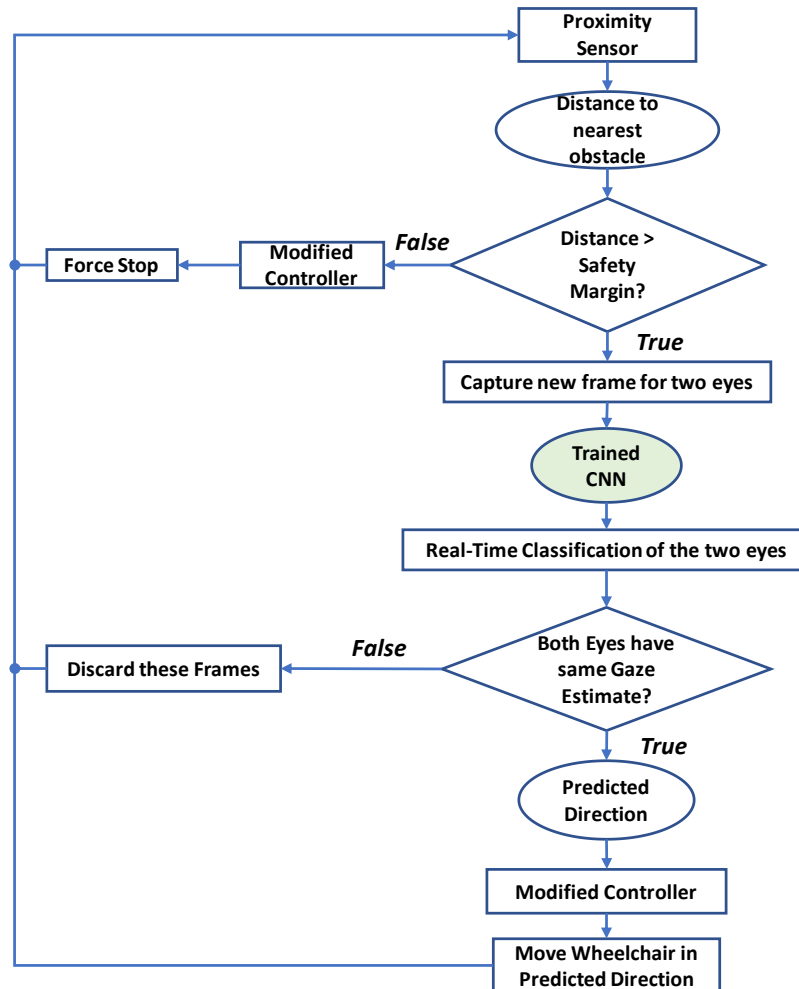 Proximity
Sensor
Distance to
nearest
obstacle
Distance >
Safety
Margin?
False
Modified
Controller
Force Stop
True
Capture new frame for two eyes
Trained
CNN
Real-Time Classification of the two eyes
Both Eyes have
same Gaze
Estimate?
False
Discard these Frames
True
Predicted
Direction
Modified Controller
Move Wheelchair in
Predicted Direction